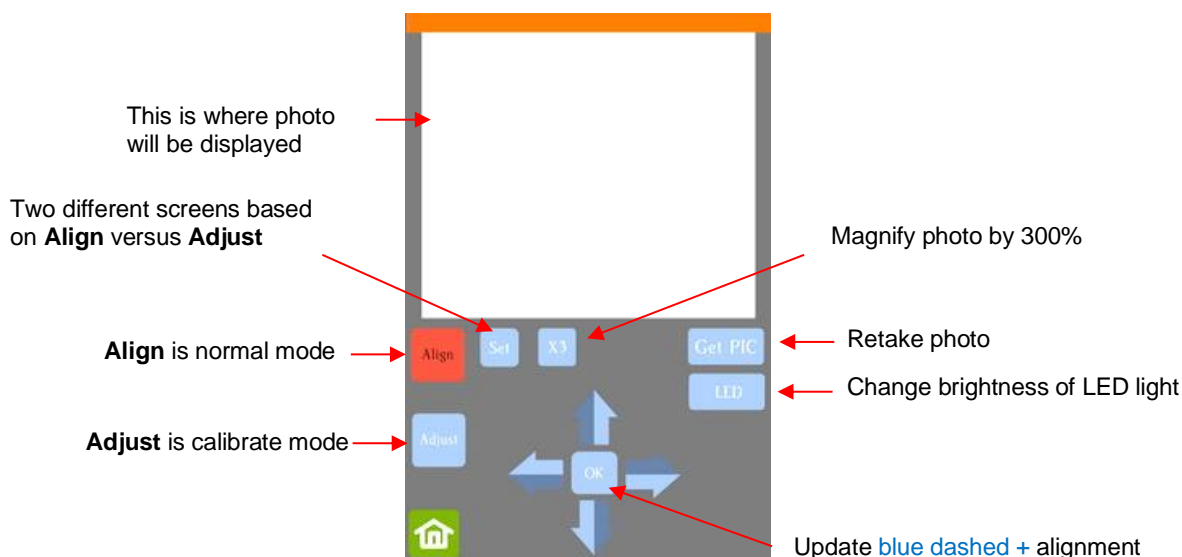 This is where photo
will be displayed
Two different screens based
on Align versus Adjust
Magnify photo by 300%
Align is normal mode
Align
Set
X3
Get PIC
Retake photo
LED
Change brightness of LED light
Adjust is calibrate mode
Adjust
OK
Update blue dashed + alignment